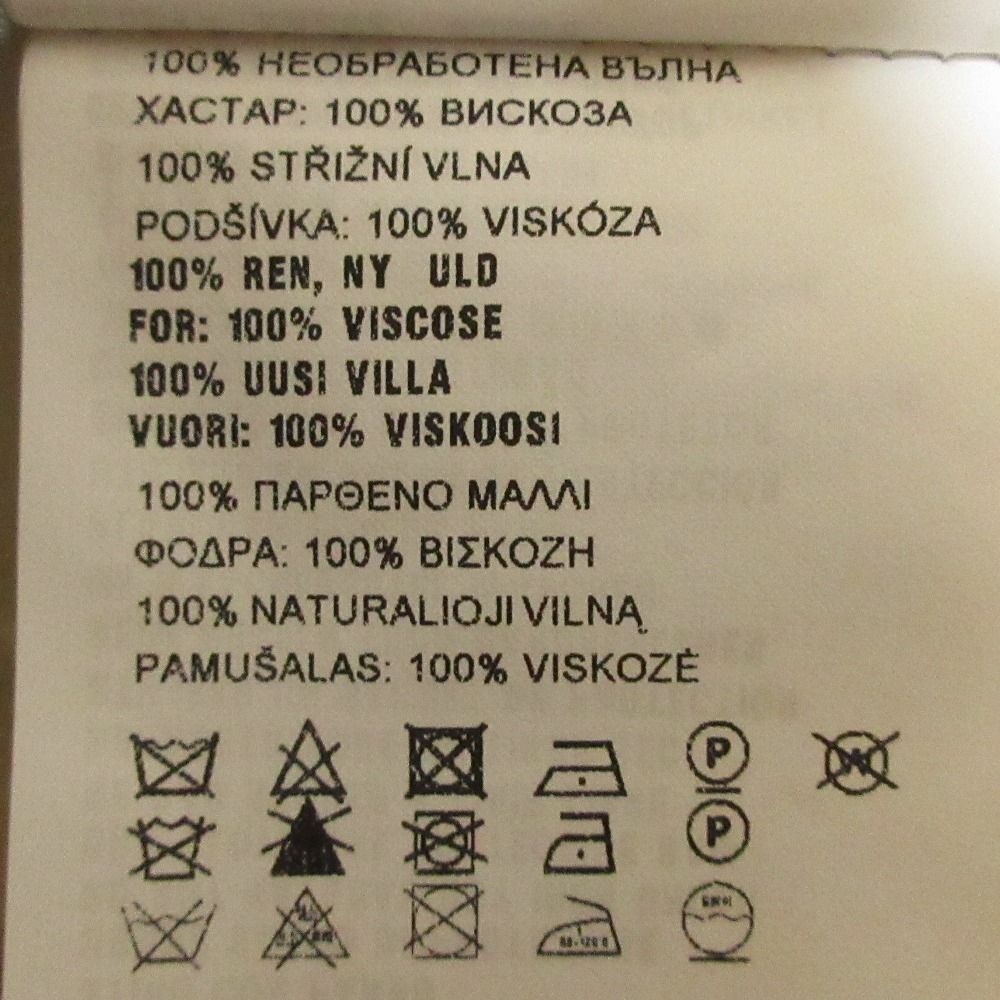 100% НЕОБРАБОТЕНА ВЪЛНА
ХАСТАР: 100% ВИСКОЗА
100% STŘIŽNÍ VLNA
PODŠÍVKA: 100% VISKÓZA
100% REN, NY ULD
FOR: 100% VISCOSE
100% UUSI VILLA
VUORI: 100% VISKOOSI
100% ΠΑΡΘΕΝΟ ΜΑΛΛΙ
ΦΟΔΡΑ: 100% ΒΙΣΚΟΖΗ
100% NATURALIOJI VILNĄ
PAMUŠALAS: 100% VISKOZĖ
P W
P